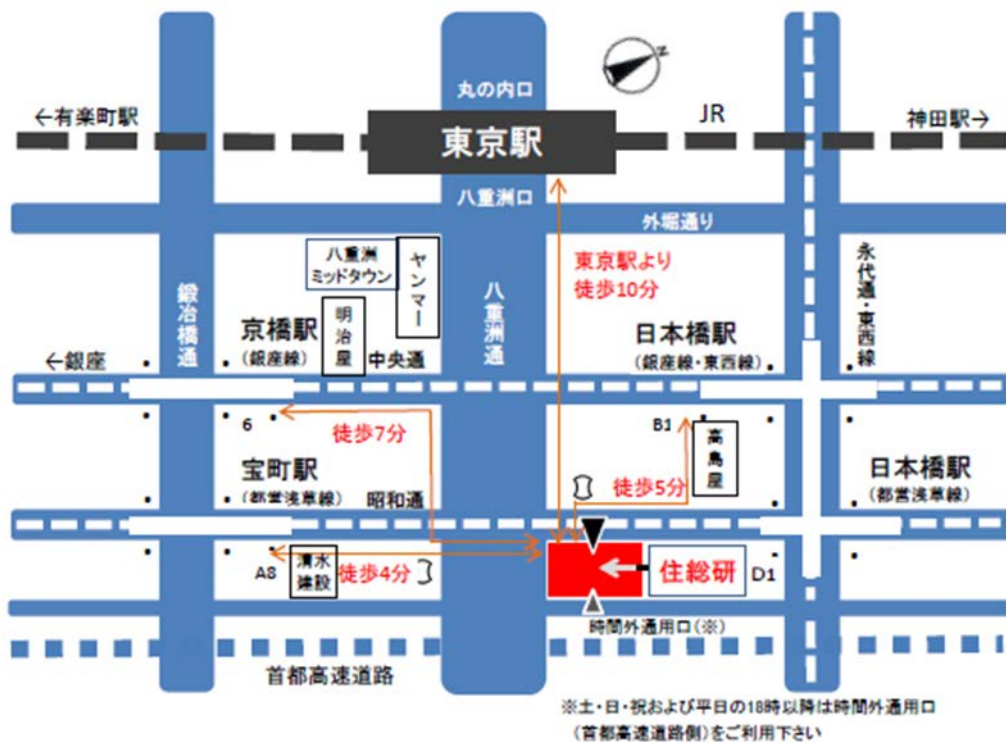 丸の内口
N
←有楽町駅
東京駅
JR
神田駅→
八重洲口
外堀通り
八重洲
ミッドタウン
ヤンマー
東京駅より
徒歩10分
永代通・東西線
鍛冶橋通
八重洲通
京橋駅
(銀座線)
明治屋
中央通
日本橋駅
(銀座線・東西線)
←銀座
6
徒歩7分
B1
高島屋
宝町駅
(都営浅草線)
昭和通
徒歩5分
日本橋駅
(都営浅草線)
A8
清水
建設
徒歩4分
住総研
D1
時間外通用口(※)
首都高速道路
※土・日・祝および平日の18時以降は時間外通用口
(首都高速道路側)をご利用下さい